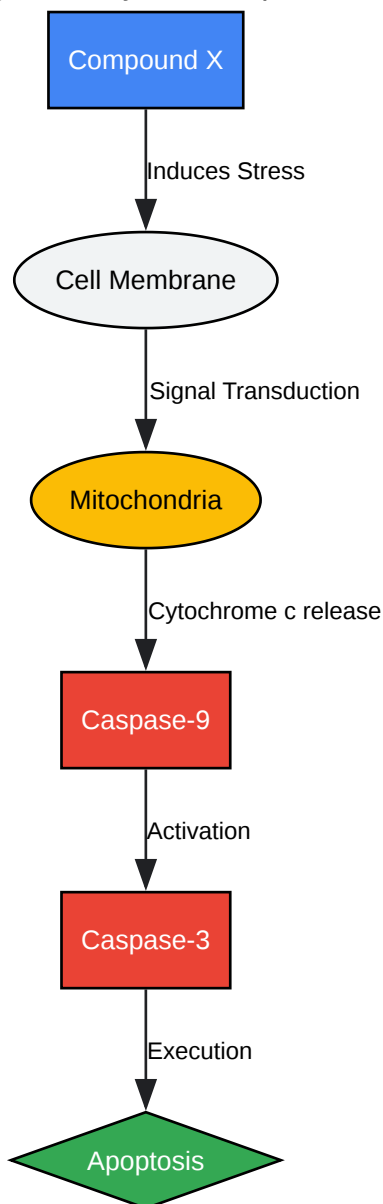 Compound X
Induces Stress
Cell Membrane
Signal Transduction
Mitochondria
Cytochrome c release
Caspase-9
Activation
Caspase-3
Execution
Apoptosis